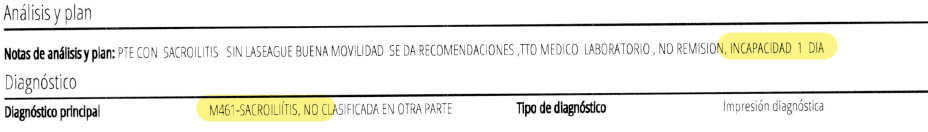 Análisis y plan
Notas de análisis y plan: PTE CON SACROILITIS SIN LASEAGUE BUENA MOVILIDAD SE DA RECOMENDACIONES ,TTO MEDICO LABORATORIO , NO REMISION, INCAPACIDAD 1 DIA
Diagnóstico
Diagnóstico principal M461-SACROILIÍTIS, NO CLASIFICADA EN OTRA PARTE Tipo de diagnóstico Impresión diagnóstica